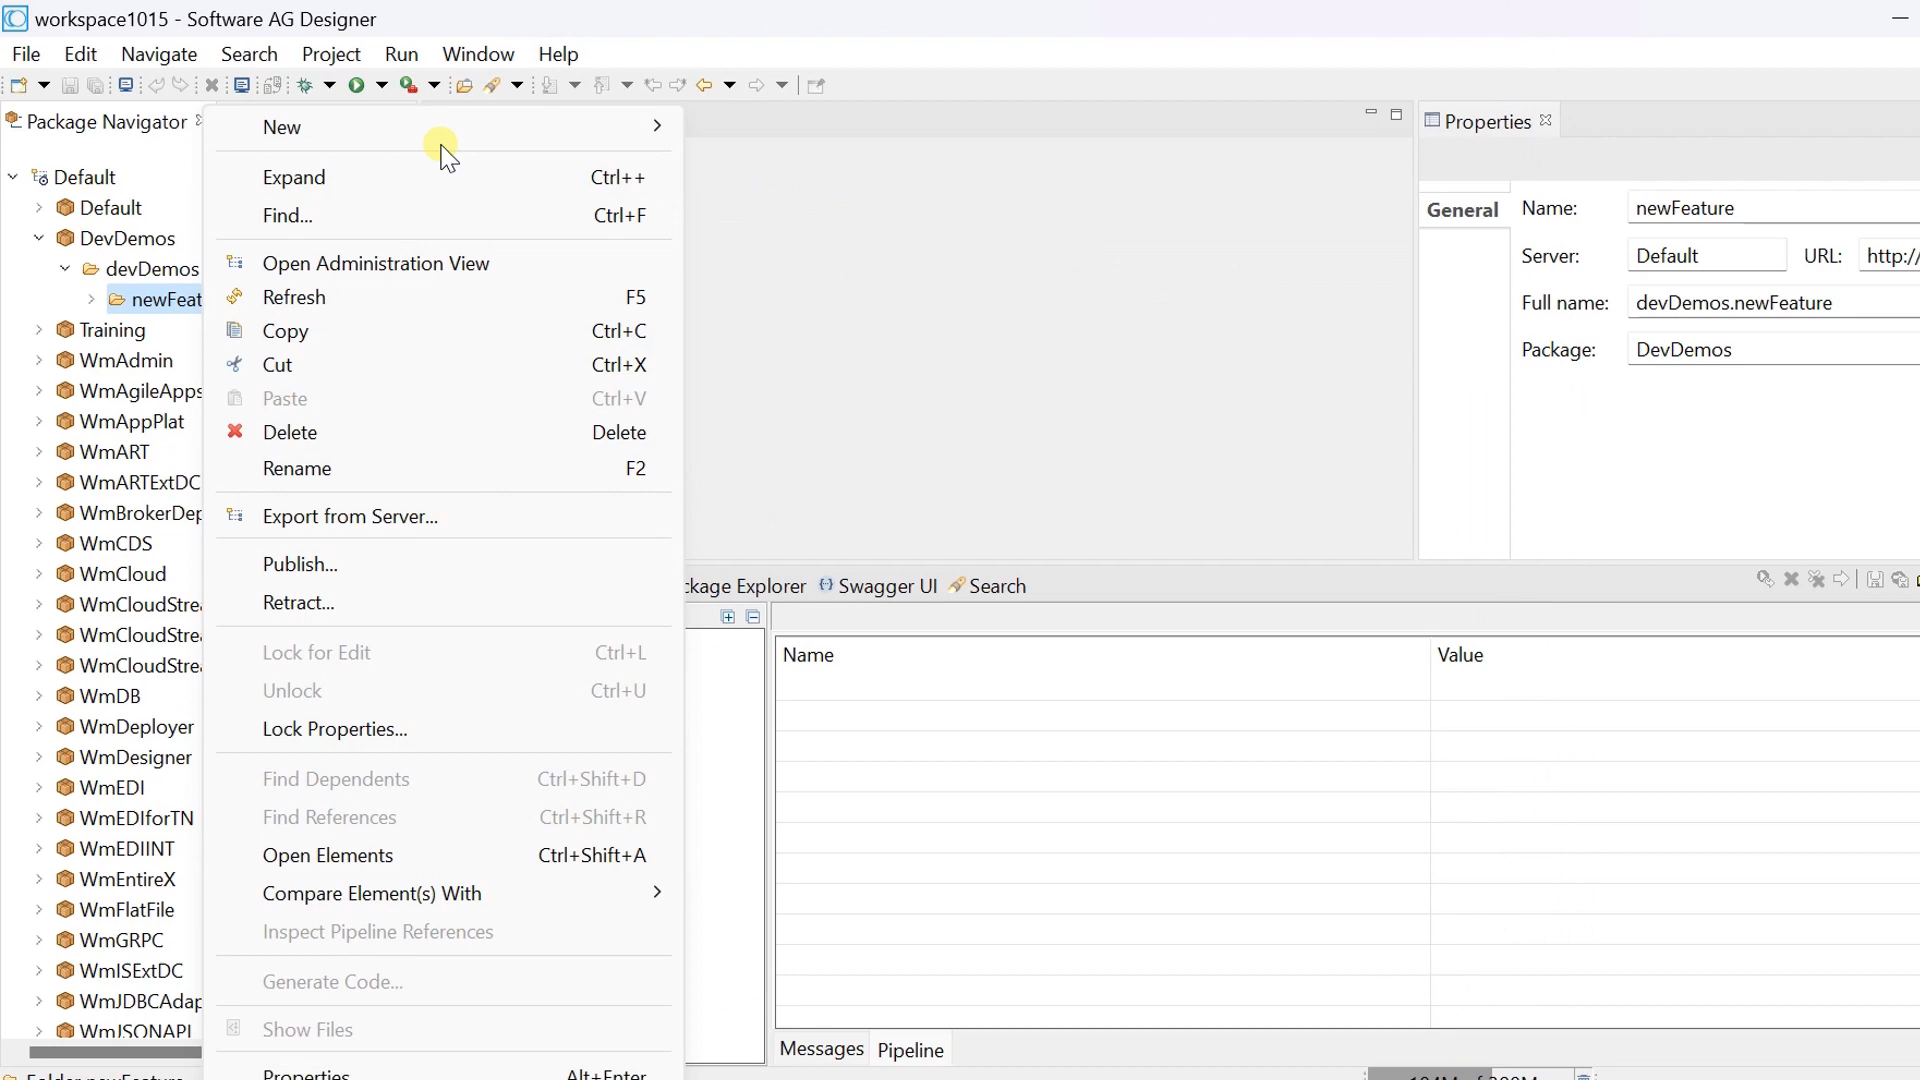 workspace1015 - Software AG Designer
File Edit Navigate Search Project Run Window Help
Package Navigator
Default
Default
DevDemos
devDemos
newFeat
Training
WmAdmin
WmAgileApps
WmAppPlat
WmART
WmARTExtDC
WmBrokerDep
WmCDS
WmCloud
WmCloudStrea
WmCloudStrea
WmCloudStrea
WmDB
WmDeployer
WmDesigner
WmEDI
WmEDIforTN
WmEDIINT
WmEntireX
WmFlatFile
WmGRPC
WmISExtDC
WmJDBCAdap
WmJSONAPI
New
Expand Ctrl++
Find... Ctrl+F
Open Administration View
Refresh F5
Copy Ctrl+C
Cut Ctrl+X
Paste Ctrl+V
Delete Delete
Rename F2
Export from Server...
Publish...
Retract...
Lock for Edit Ctrl+L
Unlock Ctrl+U
Lock Properties...
Find Dependents Ctrl+Shift+D
Find References Ctrl+Shift+R
Open Elements Ctrl+Shift+A
Compare Element(s) With
Inspect Pipeline References
Generate Code...
Show Files
Properties Alt+Enter
Properties
General
Name: newFeature
Server: Default URL: http://
Full name: devDemos.newFeature
Package: DevDemos
ckage Explorer Swagger UI Search
Name Value
Messages Pipeline
Folder newFeature